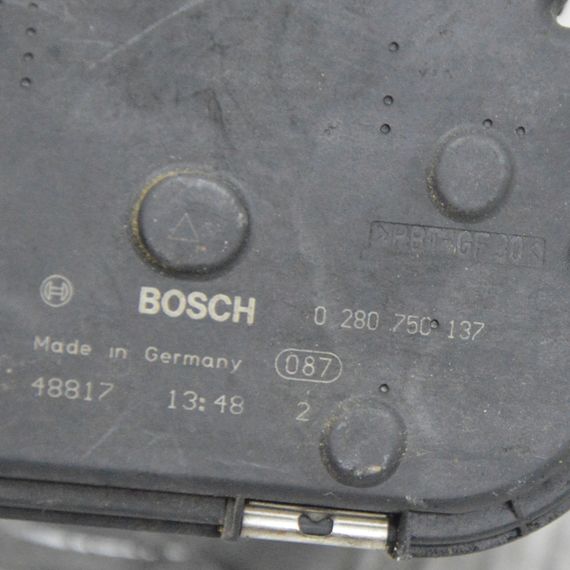 >PBT-GF30<
BOSCH 0 280 750 137
Made in Germany 087
48817 13:48 2